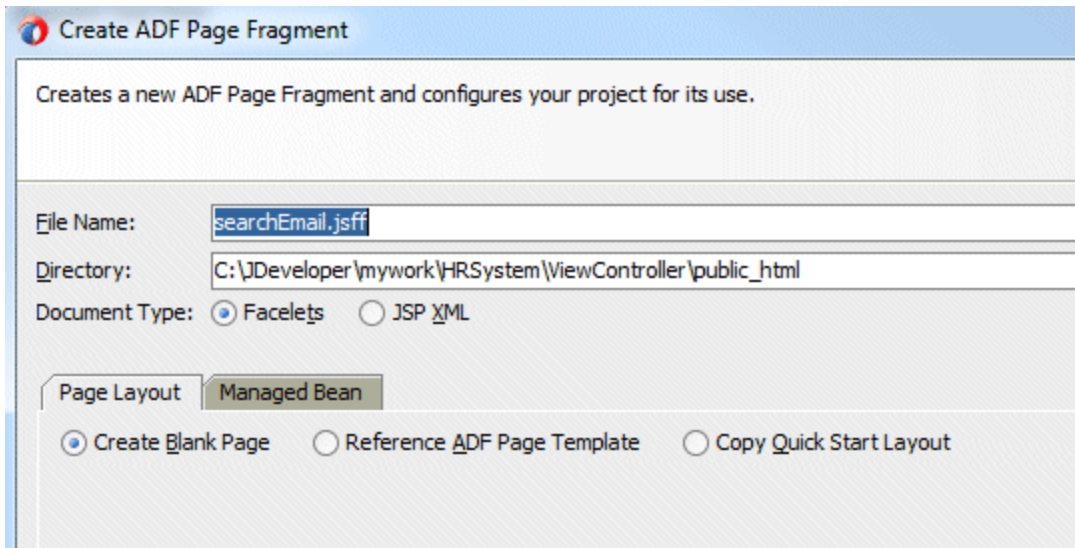 Create ADF Page Fragment
Creates a new ADF Page Fragment and configures your project for its use.
File Name: searchEmail.jsff
Directory: C:\JDeveloper\mywork\HRSystem\ViewController\public_html
Document Type: Facelets JSP XML
Page Layout Managed Bean
Create Blank Page Reference ADF Page Template Copy Quick Start Layout